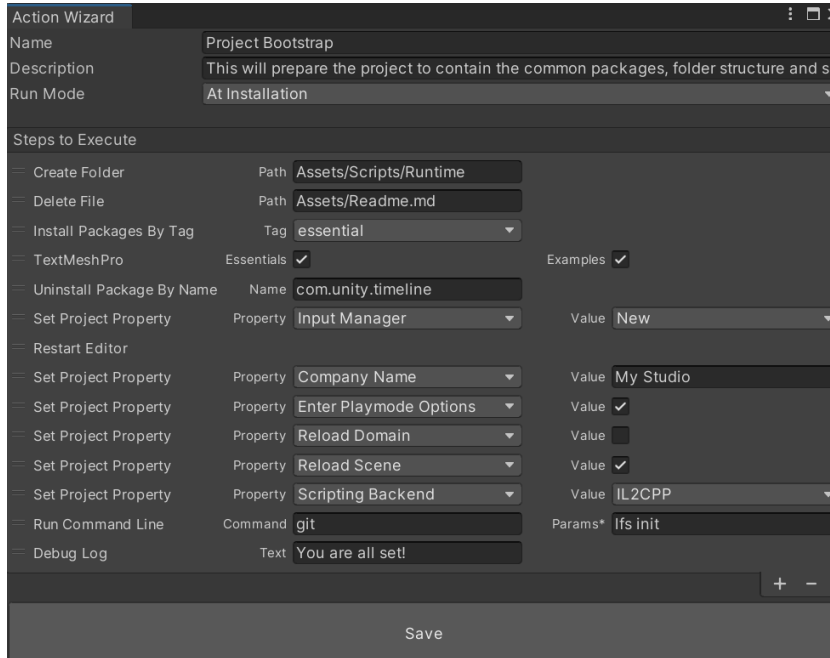 Action Wizard
Name Project Bootstrap
Description This will prepare the project to contain the common packages, folder structure and s
Run Mode At Installation
Steps to Execute
Create Folder Path Assets/Scripts/Runtime
Delete File Path Assets/Readme.md
Install Packages By Tag Tag essential
TextMeshPro Essentials Examples
Uninstall Package By Name Name com.unity.timeline
Set Project Property Property Input Manager Value New
Restart Editor
Set Project Property Property Company Name Value My Studio
Set Project Property Property Enter Playmode Options Value
Set Project Property Property Reload Domain Value
Set Project Property Property Reload Scene Value
Set Project Property Property Scripting Backend Value IL2CPP
Run Command Line Command git Params* lfs init
Debug Log Text You are all set!
+ −
Save